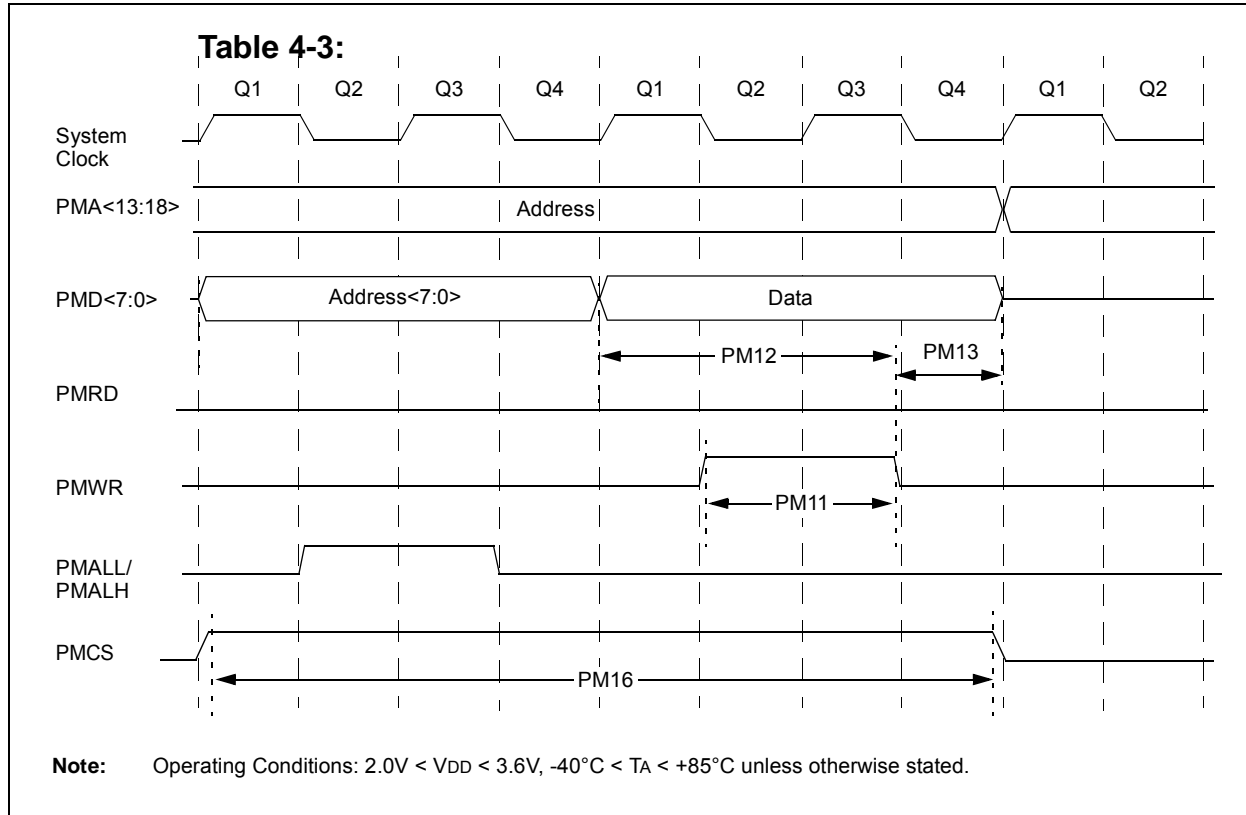 Table 4-3:
Q1 Q2 Q3 Q4 Q1 Q2 Q3 Q4 Q1 Q2
System
Clock
PMA<13:18>
Address
PMD<7:0>
Address<7:0>
Data
PM12
PM13
PMRD
PMWR
PM11
PMALL/
PMALH
PMCS
PM16
Note: Operating Conditions: 2.0V < VDD < 3.6V, -40°C < TA < +85°C unless otherwise stated.